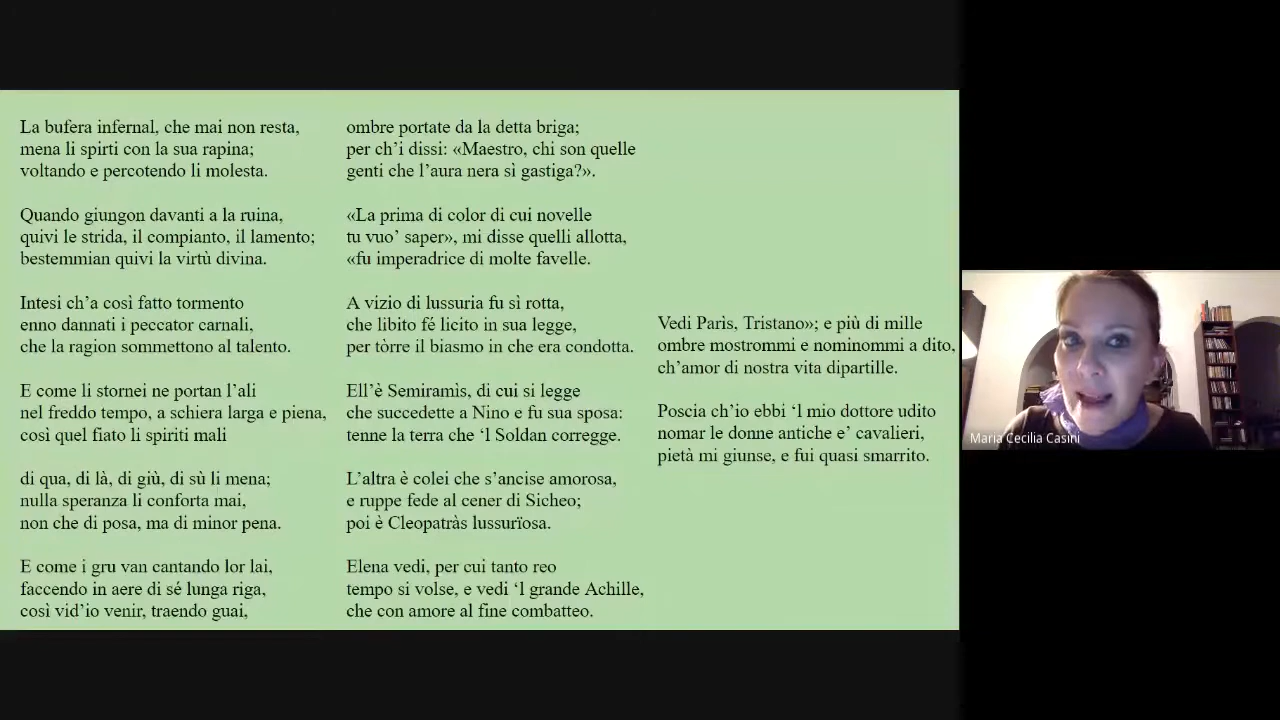 La bufera infernal, che mai non resta,
mena li spirti con la sua rapina;
voltando e percotendo li molesta.
Quando giungon davanti a la ruina,
quivi le strida, il compianto, il lamento;
bestemmian quivi la virtù divina.
Intesi ch'a così fatto tormento
enno dannati i peccator carnali,
che la ragion sommettono al talento.
E come li stornei ne portan l'ali
nel freddo tempo, a schiera larga e piena,
così quel fiato li spiriti mali
di qua, di là, di giù, di sù li mena;
nulla speranza li conforta mai,
non che di posa, ma di minor pena.
E come i gru van cantando lor lai,
faccendo in aere di sé lunga riga,
così vid'io venir, traendo guai,
ombre portate da la detta briga;
per ch'i dissi: «Maestro, chi son quelle
genti che l'aura nera sì gastiga?».
«La prima di color di cui novelle
tu vuo' saper», mi disse quelli allotta,
«fu imperadrice di molte favelle.
A vizio di lussuria fu sì rotta,
che libito fé licito in sua legge,
per tòrre il biasmo in che era condotta.
Ell'è Semiramìs, di cui si legge
che succedette a Nino e fu sua sposa:
tenne la terra che 'l Soldan corregge.
L'altra è colei che s'ancise amorosa,
e ruppe fede al cener di Sicheo;
poi è Cleopatràs lussurïosa.
Elena vedi, per cui tanto reo
tempo si volse, e vedi 'l grande Achille,
che con amore al fine combatteo.
Vedi Parìs, Tristano»; e più di mille
ombre mostrommi e nominommi a dito,
ch'amor di nostra vita dipartille.
Poscia ch'io ebbi 'l mio dottore udito
nomar le donne antiche e' cavalieri,
pietà mi giunse, e fui quasi smarrito.
Maria Cecilia Casini